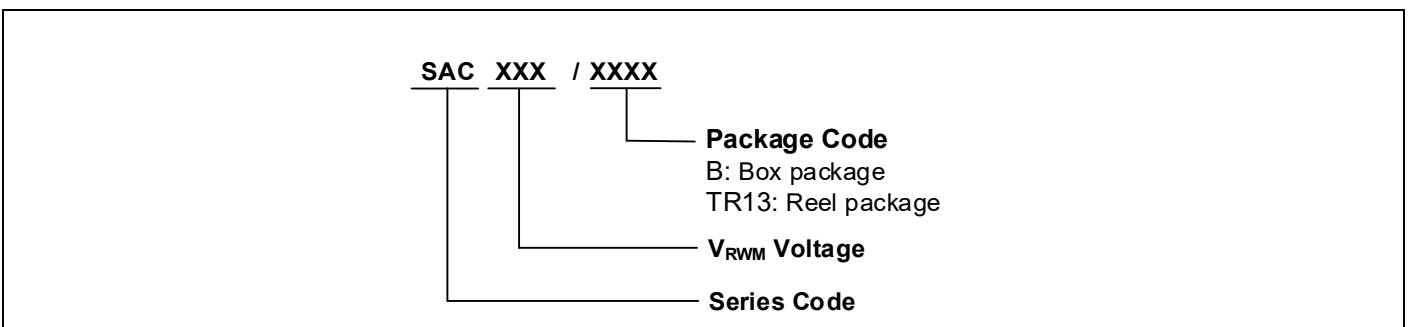 SAC XXX / XXXX
Package Code
B: Box package
TR13: Reel package
VRWM Voltage
Series Code